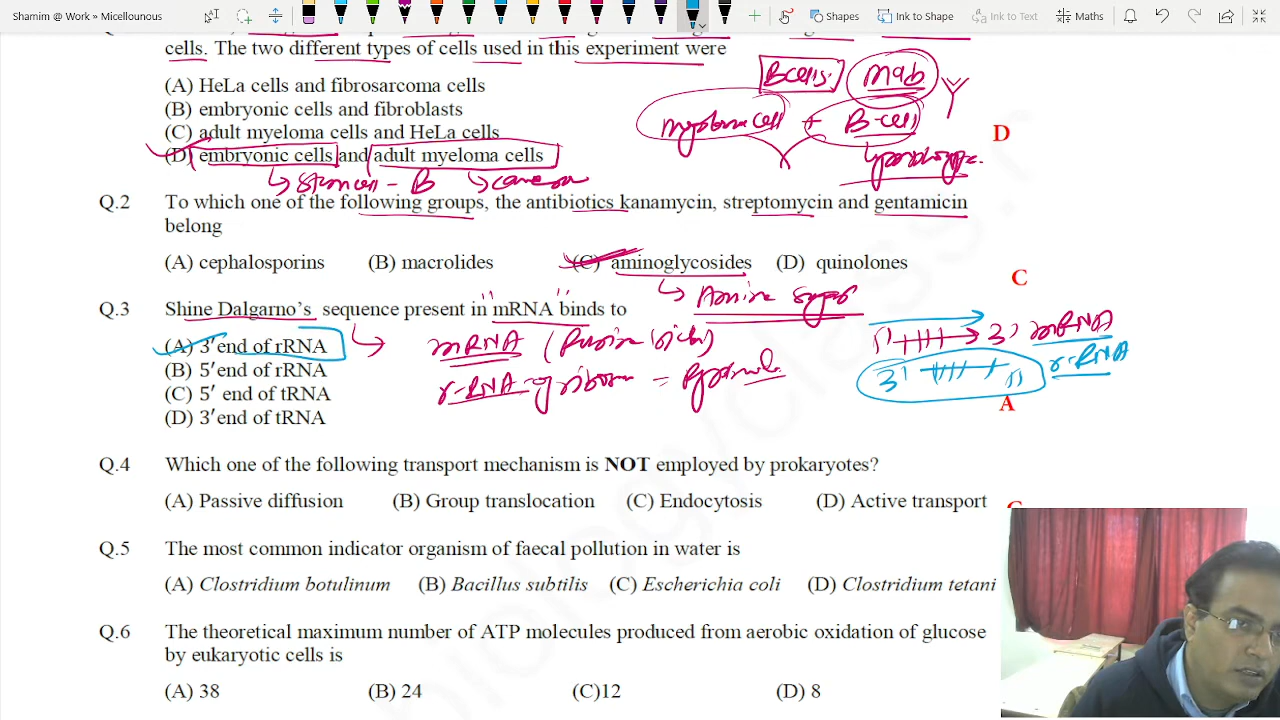 Shamim @ Work » Micellounous
Shapes
Ink to Shape
Ink to Text
Maths
cells. The two different types of cells used in this experiment were
(A) HeLa cells and fibrosarcoma cells
(B) embryonic cells and fibroblasts
(C) adult myeloma cells and HeLa cells
(D) embryonic cells and adult myeloma cells
B cells. Mab
myeloma cell + B-cell
D
Stem cell - B
Q.2 To which one of the following groups, the antibiotics kanamycin, streptomycin and gentamicin
belong
(A) cephalosporins (B) macrolides (C) aminoglycosides (D) quinolones
C
Amine sugar
Q.3 Shine Dalgarno's sequence present in mRNA binds to
(A) 3′end of rRNA
(B) 5′end of rRNA
(C) 5′ end of tRNA
(D) 3′end of tRNA
mRNA
r-RNA of
3' mRNA
3' r-RNA
A
Q.4 Which one of the following transport mechanism is NOT employed by prokaryotes?
(A) Passive diffusion (B) Group translocation (C) Endocytosis (D) Active transport
Q.5 The most common indicator organism of faecal pollution in water is
(A) Clostridium botulinum (B) Bacillus subtilis (C) Escherichia coli (D) Clostridium tetani
Q.6 The theoretical maximum number of ATP molecules produced from aerobic oxidation of glucose
by eukaryotic cells is
(A) 38 (B) 24 (C)12 (D) 8